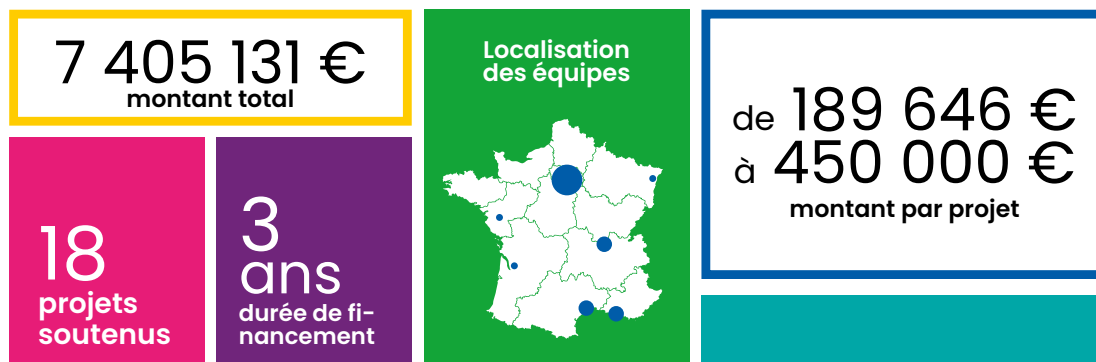 7 405 131 €
montant total
18
projets
soutenus
3
ans
durée de fi-
nancement
Localisation
des équipes
de 189 646 €
à 450 000 €
montant par projet